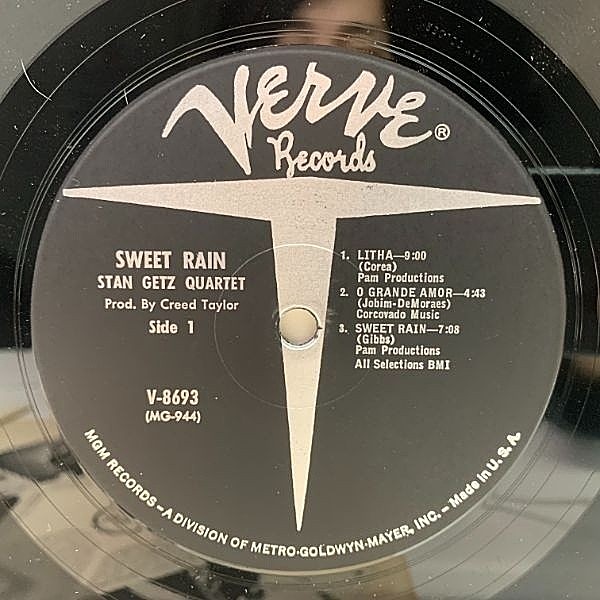 VERVE®
Records
SWEET RAIN
STAN GETZ QUARTET
Prod. By Creed Taylor
Side 1
V-8693
(MG-944)
1. LITHA—9:00
(Corea)
Pam Productions
2. O GRANDE AMOR—4:43
(Jobim-DeMoraes)
Corcovado Music
3. SWEET RAIN—7:08
(Gibbs)
Pam Productions
All Selections BMI
MGM RECORDS—A DIVISION OF METRO-GOLDWYN-MAYER, INC.—Made in U.S.A.